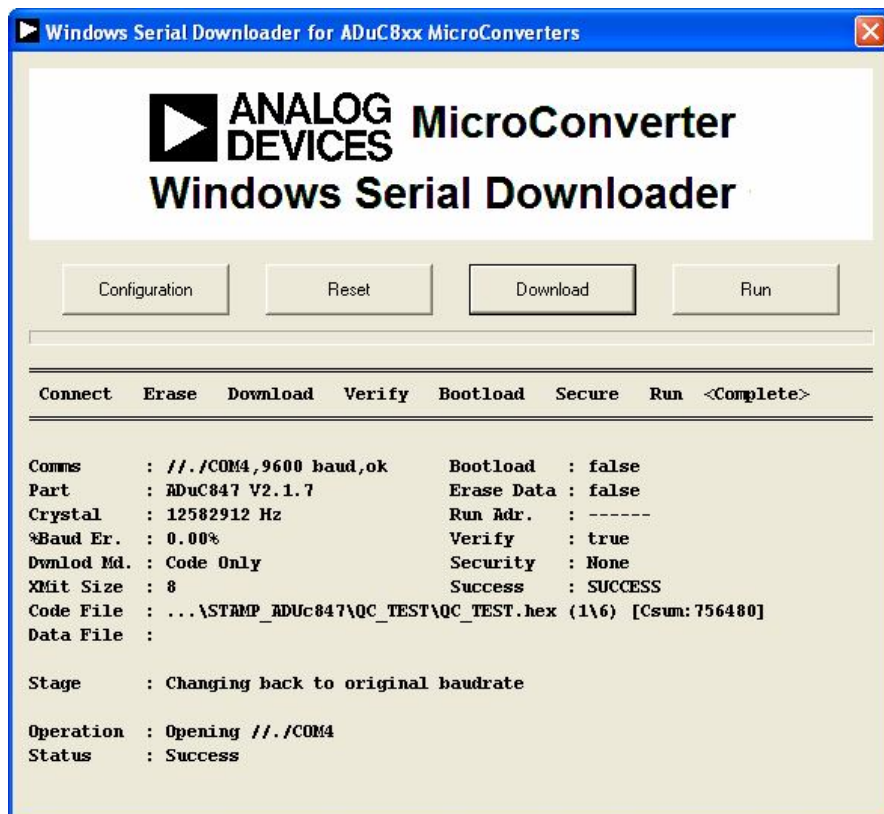 Windows Serial Downloader for ADuC8xx MicroConverters
ANALOG DEVICES MicroConverter
Windows Serial Downloader
Configuration Reset Download Run
Connect Erase Download Verify Bootload Secure Run <Complete>
Comms : //./COM4,9600 baud,ok Bootload : false
Part : ADuC847 V2.1.7 Erase Data : false
Crystal : 12582912 Hz Run Adr. : ------
%Baud Er. : 0.00% Verify : true
Dwnlod Md. : Code Only Security : None
XMit Size : 8 Success : SUCCESS
Code File : ...\STAMP_ADUc847\QC_TEST\QC_TEST.hex (1\6) [Csum:756480]
Data File :
Stage : Changing back to original baudrate
Operation : Opening //./COM4
Status : Success